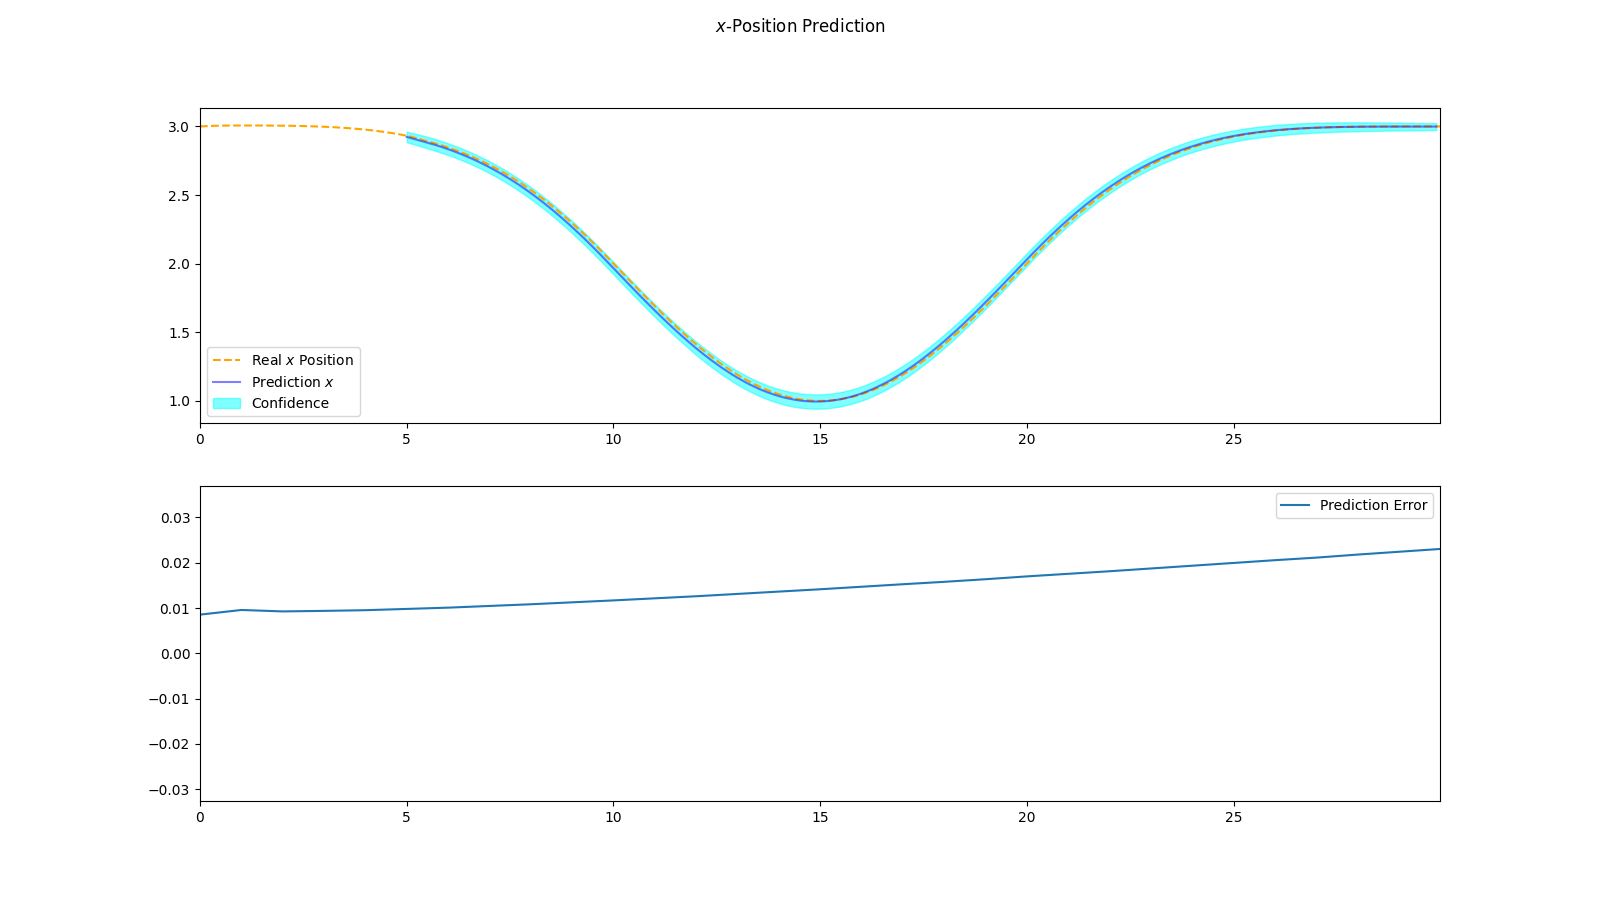 x-Position Prediction
3.0
2.5
2.0
1.5
1.0
Real x Position
Prediction x
Confidence
0 5 10 15 20 25
0.03
0.02
0.01
0.00
−0.01
−0.02
−0.03
Prediction Error
0 5 10 15 20 25